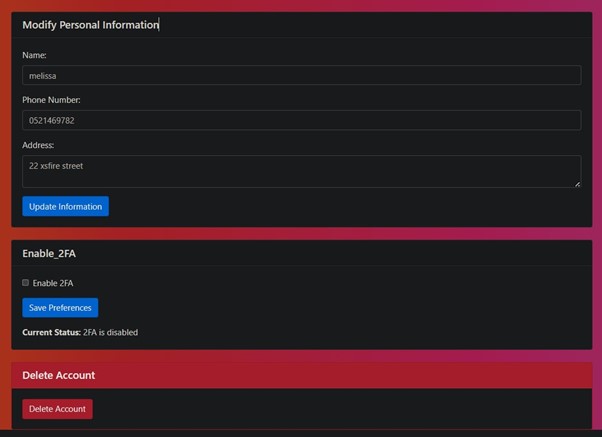 Modify Personal Information
Name:
melissa
Phone Number:
0521469782
Address:
22 xsfire street
Update Information
Enable_2FA
Enable 2FA
Save Preferences
Current Status: 2FA is disabled
Delete Account
Delete Account